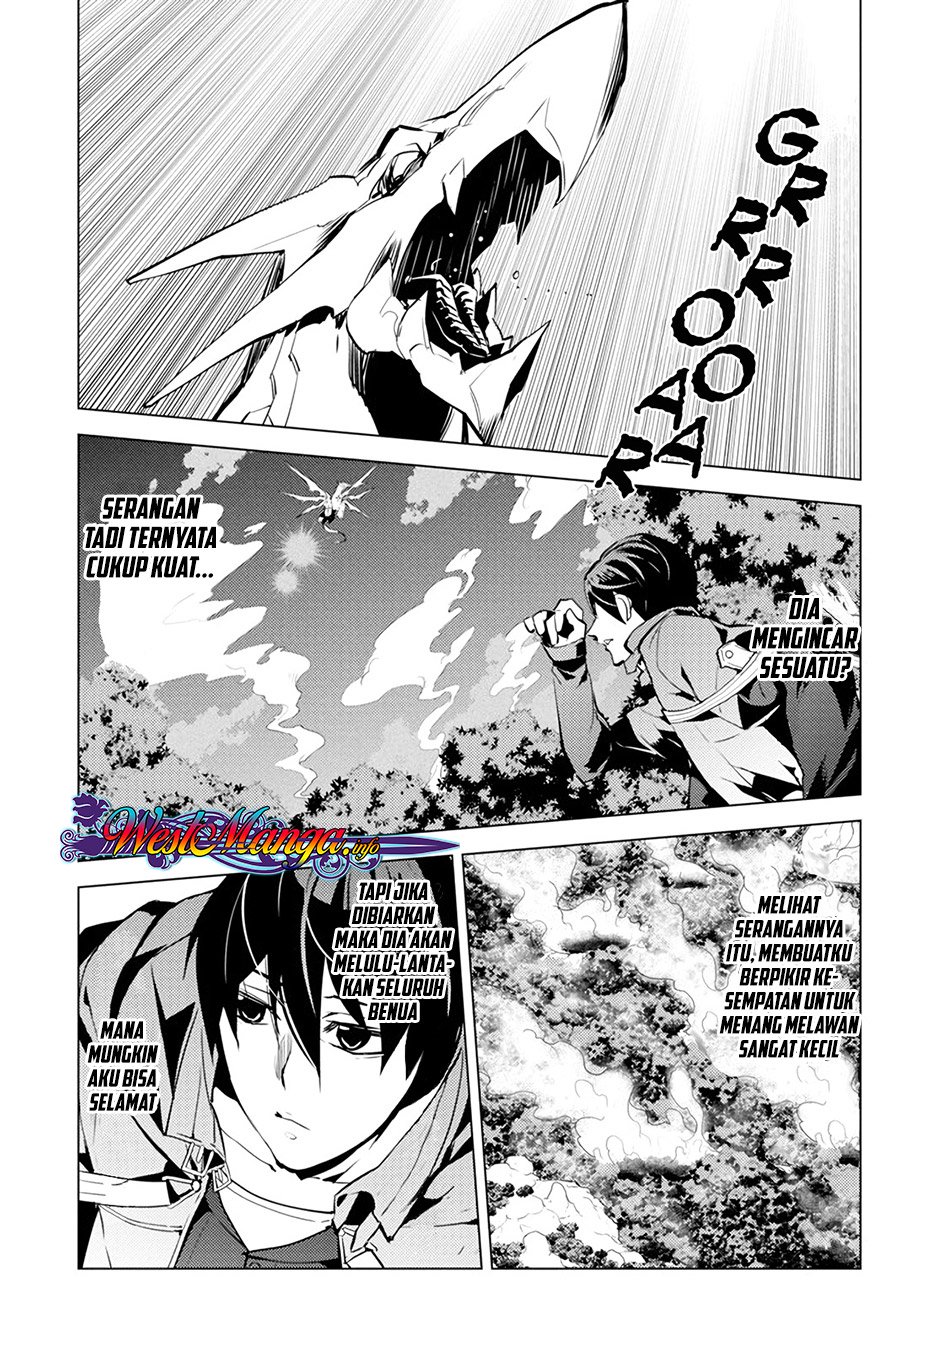 GRRRROOOAAR
DIA
MENGINCAR
SESUATU?
SERANGAN
TADI TERNYATA
CUKUP KUAT...
WestManga.info
MELIHAT
SERANGANNYA
ITU, MEMBUATKU
BERPIKIR KE-
SEMPATAN UNTUK
MENANG MELAWAN
SANGAT KECIL
TAPI JIKA
DIBIARKAN
MAKA DIA AKAN
MELULU-LANTA-
KAN SELURUH
BENUA
MANA
MUNGKIN
AKU BISA
SELAMAT